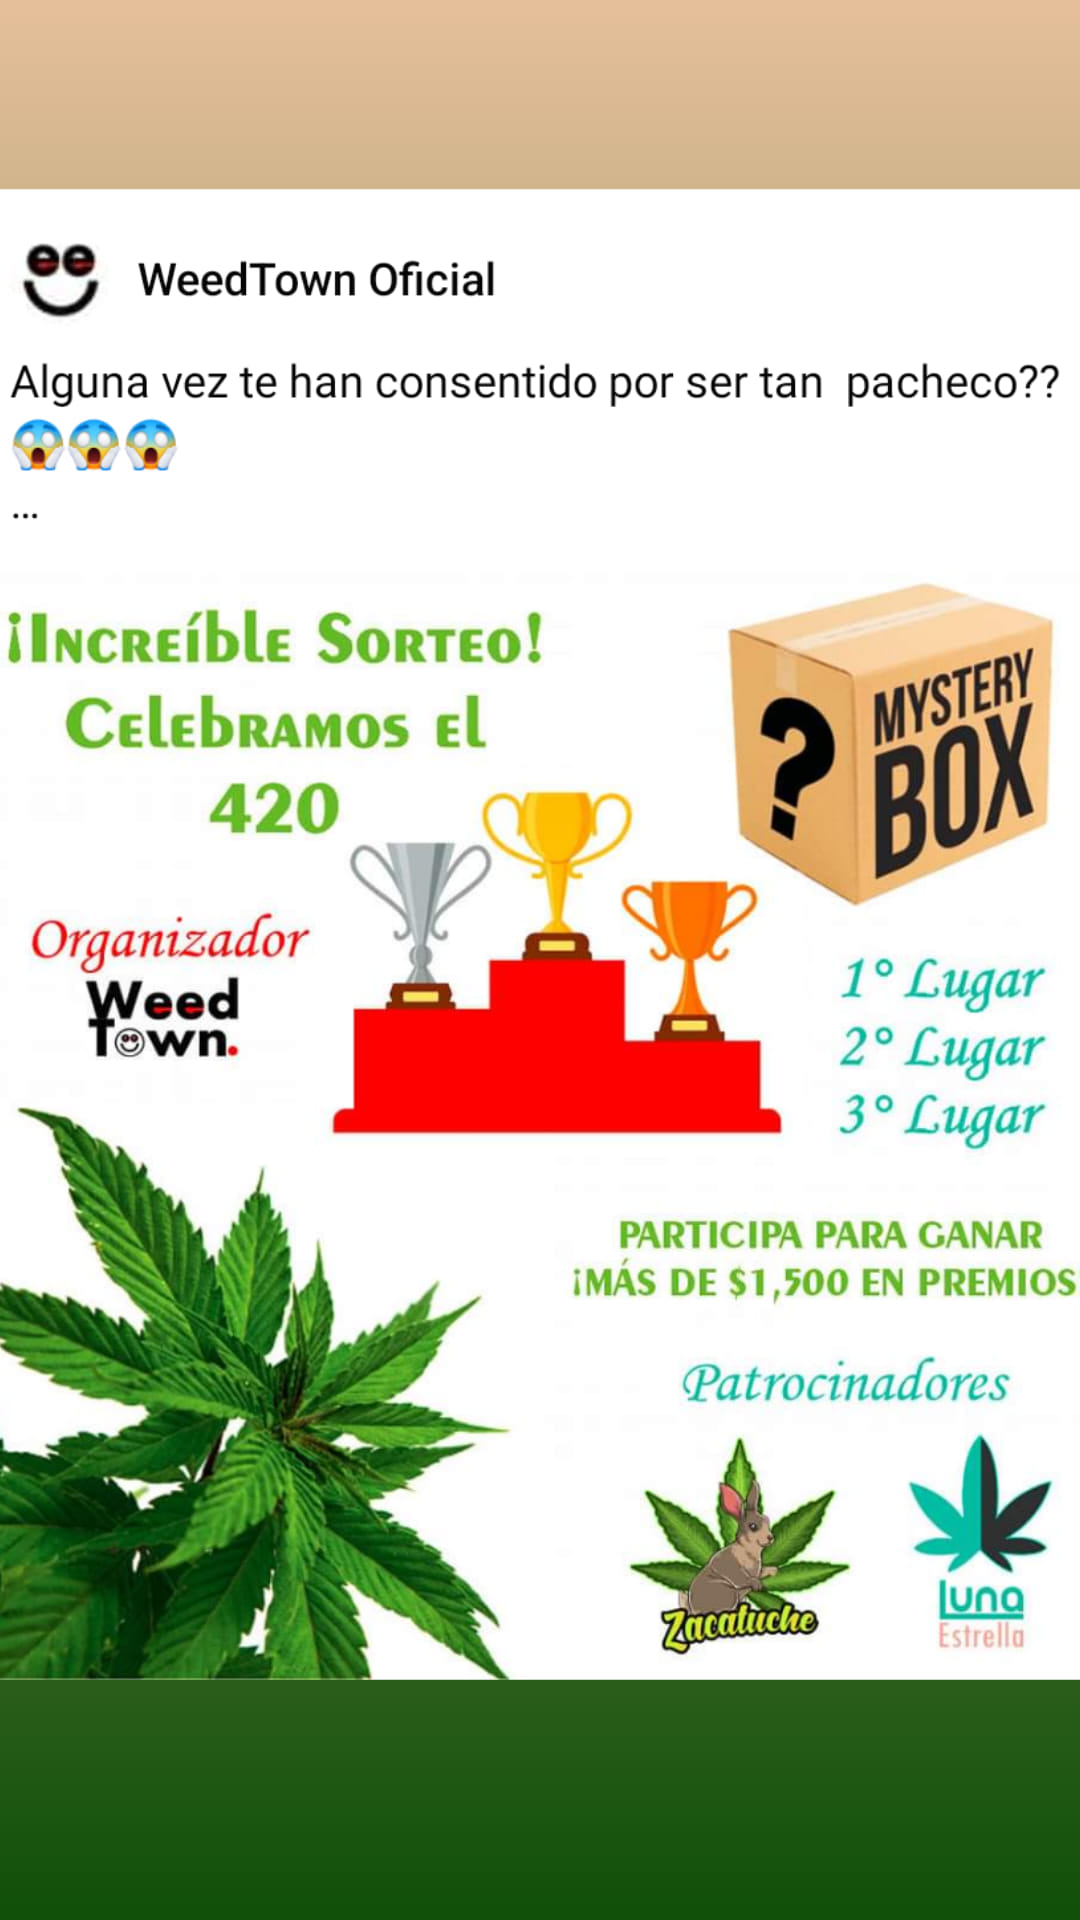 WeedTown Oficial
Alguna vez te han consentido por ser tan pacheco??
😱😱😱
...
¡Increíble Sorteo!
Celebramos el
420
MYSTERY
BOX
?
Organizador
Weed
Town.
1° Lugar
2° Lugar
3° Lugar
PARTICIPA PARA GANAR
¡MÁS DE $1,500 EN PREMIOS
Patrocinadores
Zacatuche
Luna
Estrella